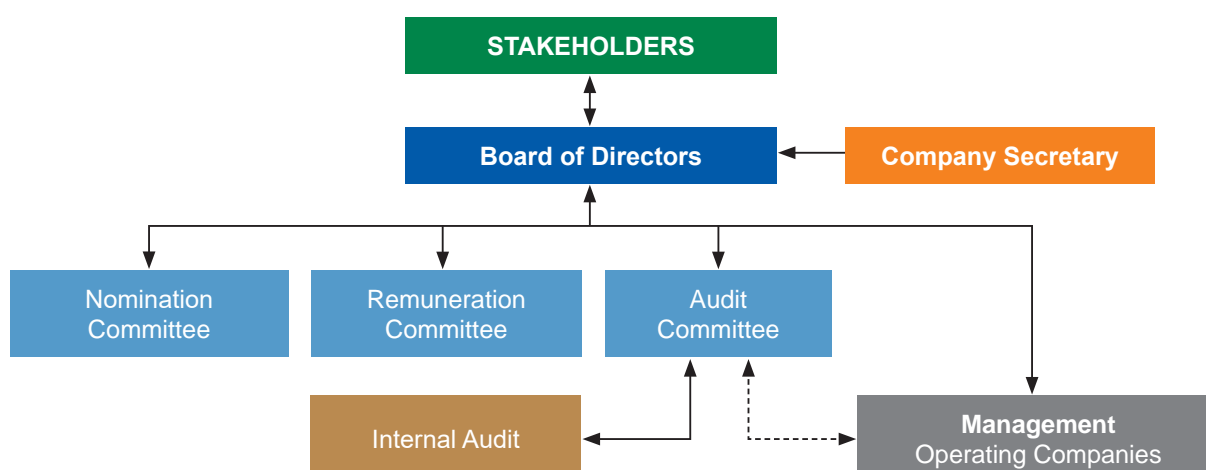 STAKEHOLDERS
Board of Directors
Company Secretary
Nomination
Committee
Remuneration
Committee
Audit
Committee
Internal Audit
Management
Operating Companies